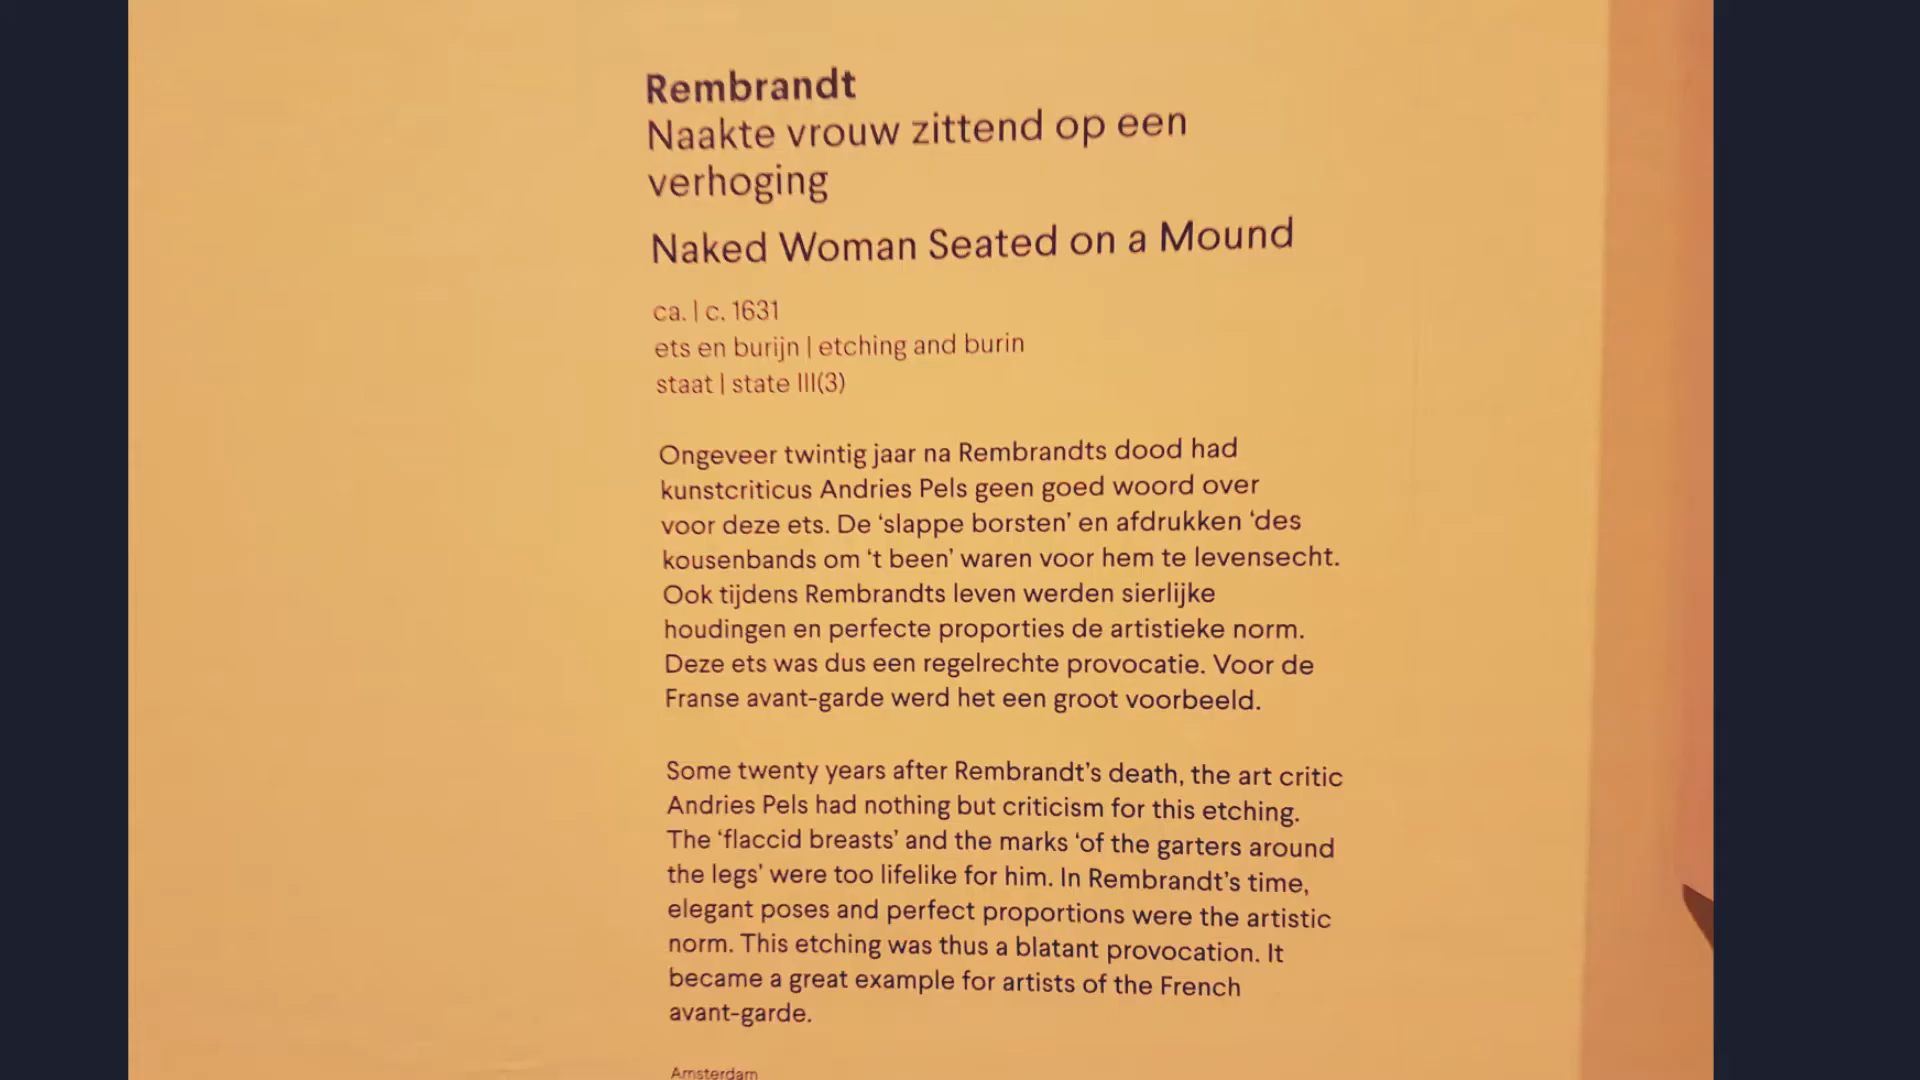 Rembrandt
Naakte vrouw zittend op een
verhoging
Naked Woman Seated on a Mound
ca. | c. 1631
ets en burijn | etching and burin
staat | state III(3)
Ongeveer twintig jaar na Rembrandts dood had
kunstcriticus Andries Pels geen goed woord over
voor deze ets. De ‘slappe borsten’ en afdrukken ‘des
kousenbands om ‘t been’ waren voor hem te levensecht.
Ook tijdens Rembrandts leven werden sierlijke
houdingen en perfecte proporties de artistieke norm.
Deze ets was dus een regelrechte provocatie. Voor de
Franse avant-garde werd het een groot voorbeeld.
Some twenty years after Rembrandt’s death, the art critic
Andries Pels had nothing but criticism for this etching.
The ‘flaccid breasts’ and the marks ‘of the garters around
the legs’ were too lifelike for him. In Rembrandt’s time,
elegant poses and perfect proportions were the artistic
norm. This etching was thus a blatant provocation. It
became a great example for artists of the French
avant-garde.
Amsterdam